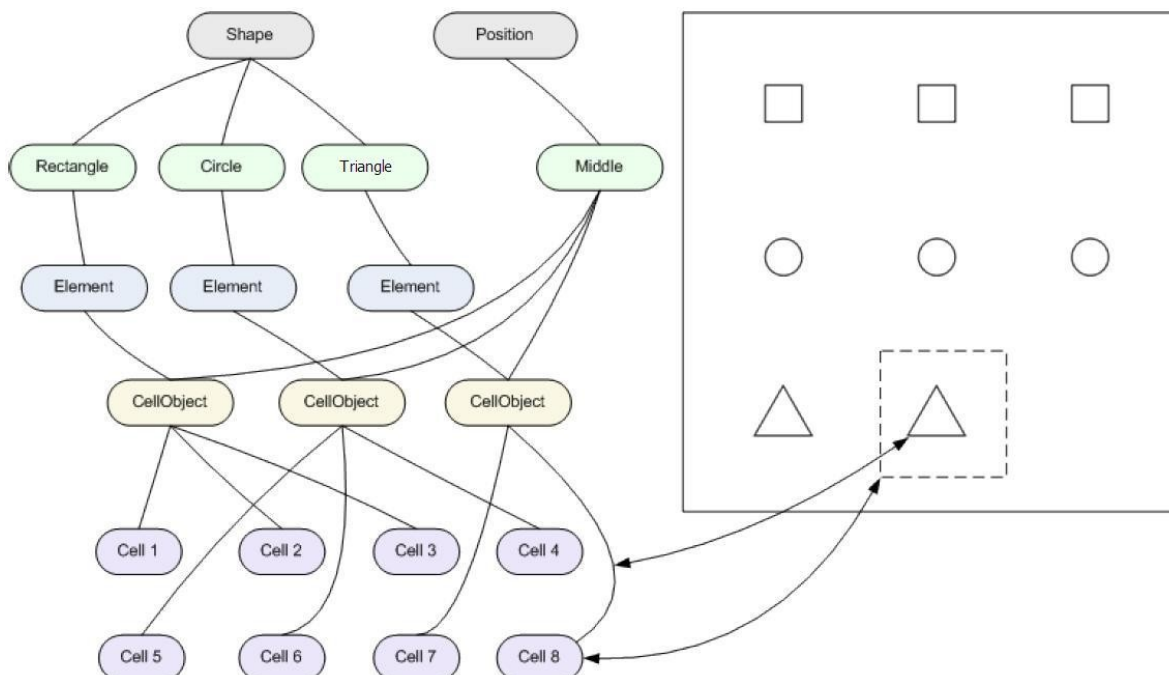 Shape
Position
Rectangle
Circle
Triangle
Middle
Element
Element
Element
CellObject
CellObject
CellObject
Cell 1
Cell 2
Cell 3
Cell 4
Cell 5
Cell 6
Cell 7
Cell 8